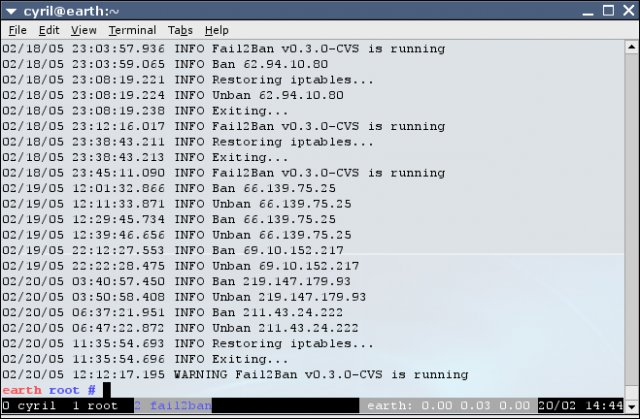 cyril@earth:~
File Edit View Terminal Tabs Help
02/18/05 23:03:57.936 INFO Fail2Ban v0.3.0-CVS is running
02/18/05 23:03:59.065 INFO Ban 62.94.10.80
02/18/05 23:08:19.221 INFO Restoring iptables...
02/18/05 23:08:19.224 INFO Unban 62.94.10.80
02/18/05 23:08:19.238 INFO Exiting...
02/18/05 23:12:16.017 INFO Fail2Ban v0.3.0-CVS is running
02/18/05 23:38:43.211 INFO Restoring iptables...
02/18/05 23:38:43.213 INFO Exiting...
02/18/05 23:45:11.090 INFO Fail2Ban v0.3.0-CVS is running
02/19/05 12:01:32.866 INFO Ban 66.139.75.25
02/19/05 12:11:33.871 INFO Unban 66.139.75.25
02/19/05 12:29:45.734 INFO Ban 66.139.75.25
02/19/05 12:39:46.656 INFO Unban 66.139.75.25
02/19/05 22:12:27.553 INFO Ban 69.10.152.217
02/19/05 22:22:28.475 INFO Unban 69.10.152.217
02/20/05 03:40:57.450 INFO Ban 219.147.179.93
02/20/05 03:50:58.408 INFO Unban 219.147.179.93
02/20/05 06:37:21.951 INFO Ban 211.43.24.222
02/20/05 06:47:22.872 INFO Unban 211.43.24.222
02/20/05 11:35:54.693 INFO Restoring iptables...
02/20/05 11:35:54.696 INFO Exiting...
02/20/05 12:12:17.195 WARNING Fail2Ban v0.3.0-CVS is running
earth root #
0 cyril 1 root 2 fail2ban earth: 0.00 0.03 0.00 20/02 14:44